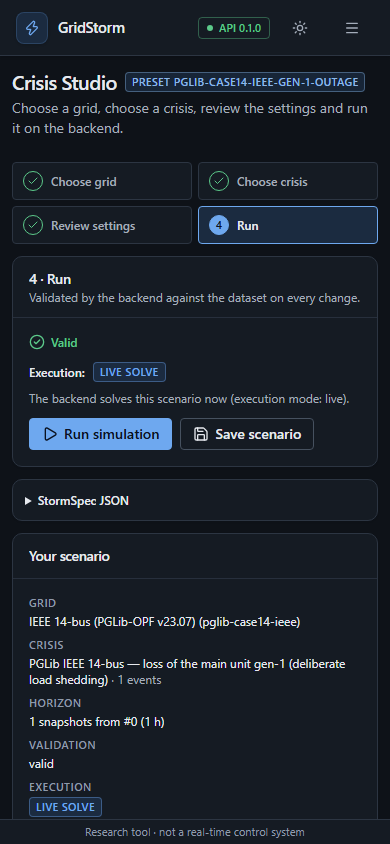 GridStorm
API 0.1.0
Crisis Studio
PRESET PGLIB-CASE14-IEEE-GEN-1-OUTAGE
Choose a grid, choose a crisis, review the settings and run
it on the backend.
Choose grid
Choose crisis
Review settings
4 Run
4 · Run
Validated by the backend against the dataset on every change.
Valid
Execution: LIVE SOLVE
The backend solves this scenario now (execution mode: live).
Run simulation
Save scenario
StormSpec JSON
Your scenario
GRID
IEEE 14-bus (PGLib-OPF v23.07) (pglib-case14-ieee)
CRISIS
PGLib IEEE 14-bus — loss of the main unit gen-1 (deliberate
load shedding) · 1 events
HORIZON
1 snapshots from #0 (1 h)
VALIDATION
valid
EXECUTION
LIVE SOLVE
Research tool · not a real-time control system